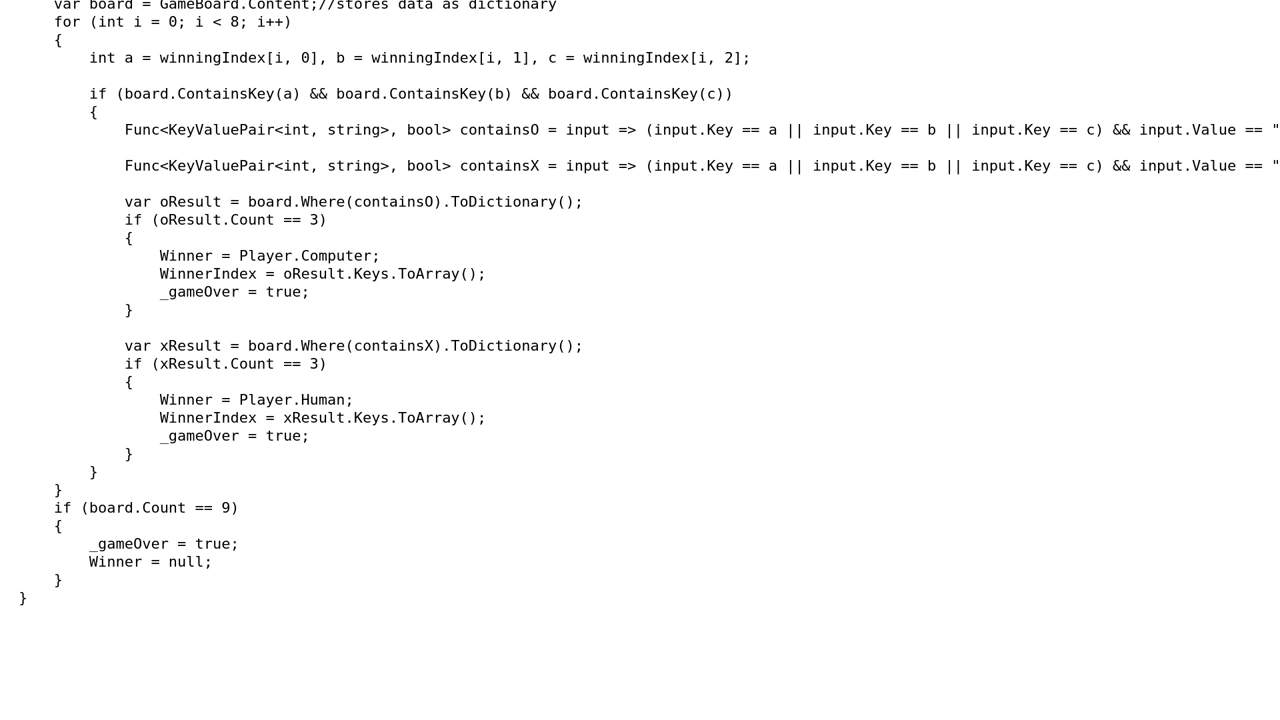 var board = GameBoard.Content;//stores data as dictionary
for (int i = 0; i < 8; i++)
{
int a = winningIndex[i, 0], b = winningIndex[i, 1], c = winningIndex[i, 2];
if (board.ContainsKey(a) && board.ContainsKey(b) && board.ContainsKey(c))
{
Func<KeyValuePair<int, string>, bool> containsO = input => (input.Key == a || input.Key == b || input.Key == c) && input.Value == "
Func<KeyValuePair<int, string>, bool> containsX = input => (input.Key == a || input.Key == b || input.Key == c) && input.Value == "
var oResult = board.Where(containsO).ToDictionary();
if (oResult.Count == 3)
{
Winner = Player.Computer;
WinnerIndex = oResult.Keys.ToArray();
_gameOver = true;
}
var xResult = board.Where(containsX).ToDictionary();
if (xResult.Count == 3)
{
Winner = Player.Human;
WinnerIndex = xResult.Keys.ToArray();
_gameOver = true;
}
}
}
if (board.Count == 9)
{
_gameOver = true;
Winner = null;
}
}